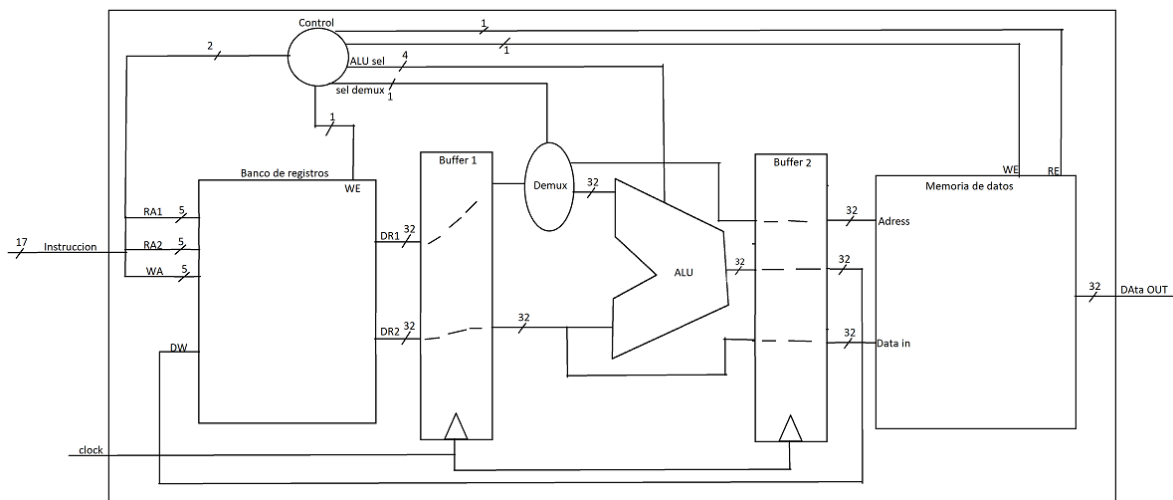 Control
1
2
1
ALU sel
4
sel demux
1
1
Buffer 1
Buffer 2
Banco de registros
WE
Demux
32
WE
RE
Memoria de datos
RA1
5
17
Instruccion
RA2
5
WA
5
DR1
32
32
Adress
ALU
32
32
32
DAta OUT
DR2
32
32
32
Data in
DW
clock